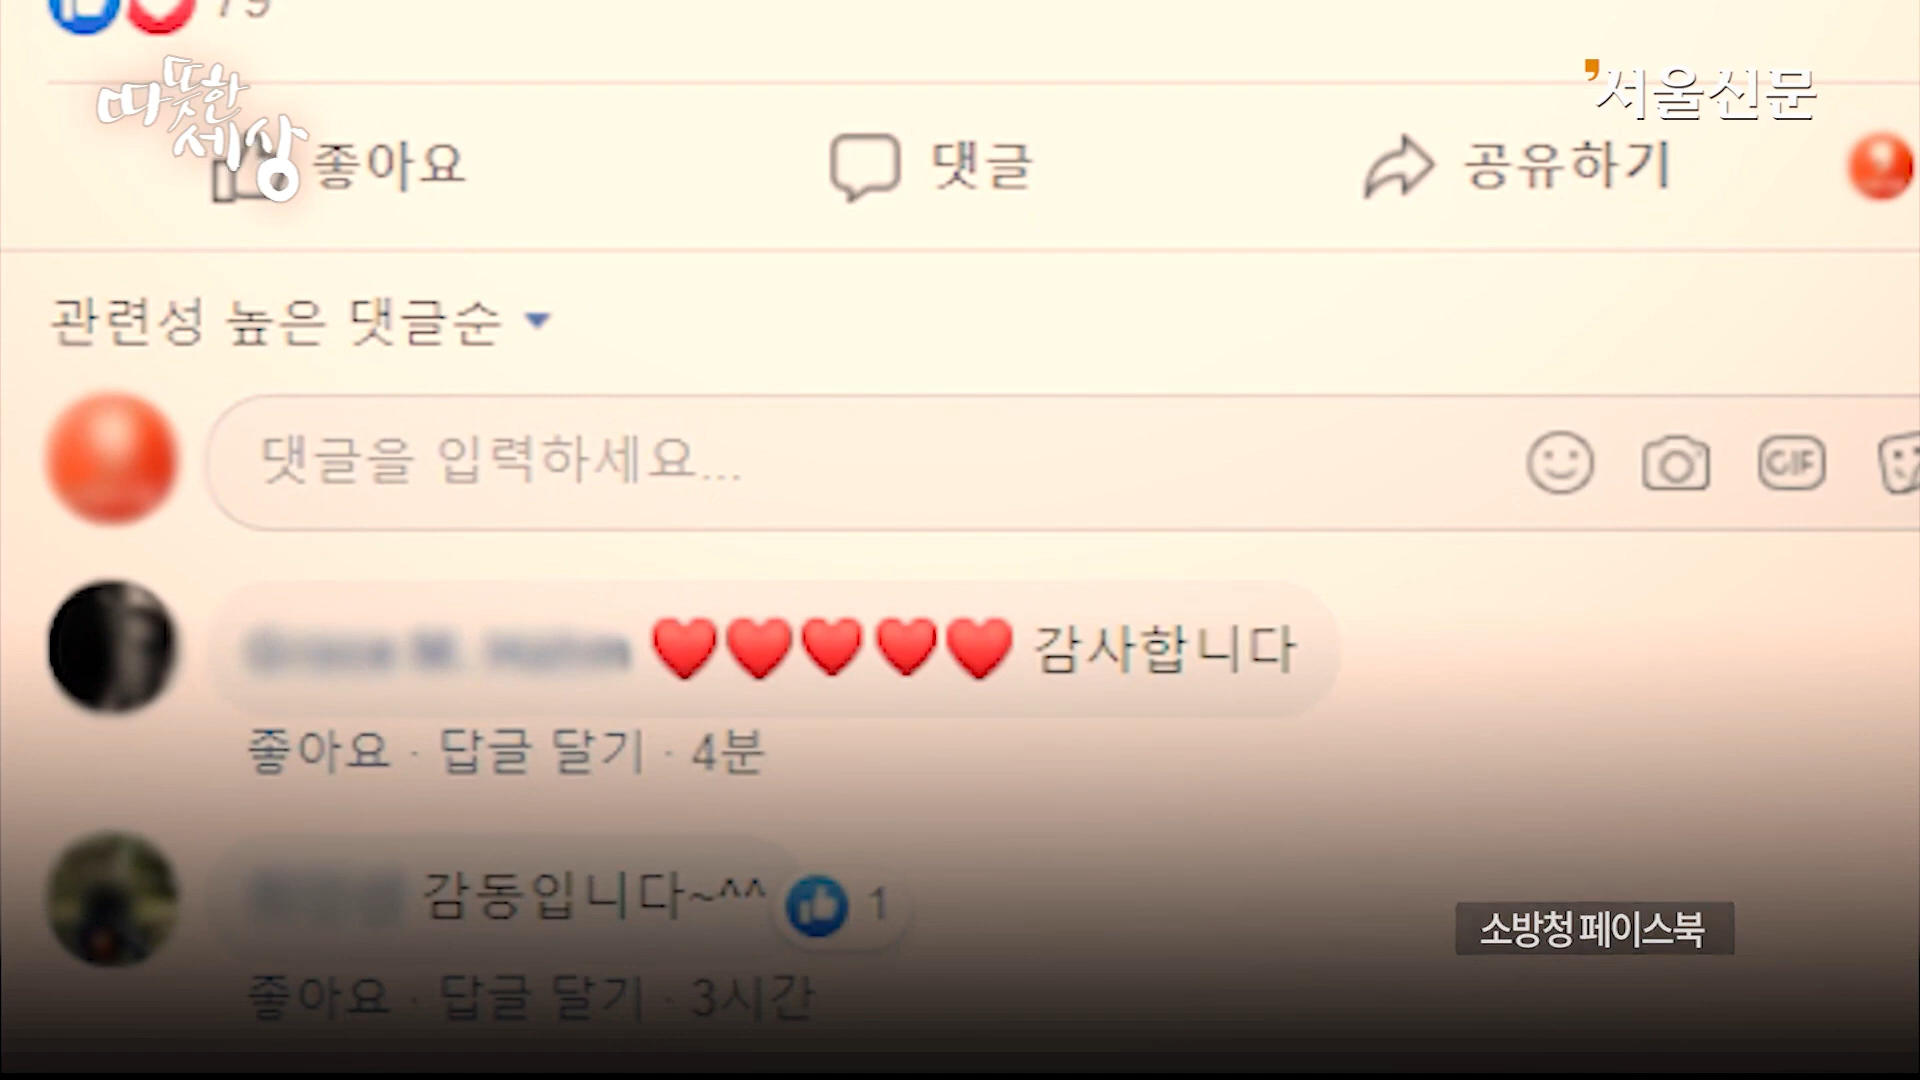 79
따뜻한
세상
서울신문
좋아요 댓글 공유하기
관련성 높은 댓글순
댓글을 입력하세요...
GIF
❤❤❤❤❤ 감사합니다
좋아요 · 답글 달기 · 4분
감동입니다~^^ 1
소방청 페이스북
좋아요 · 답글 달기 · 3시간